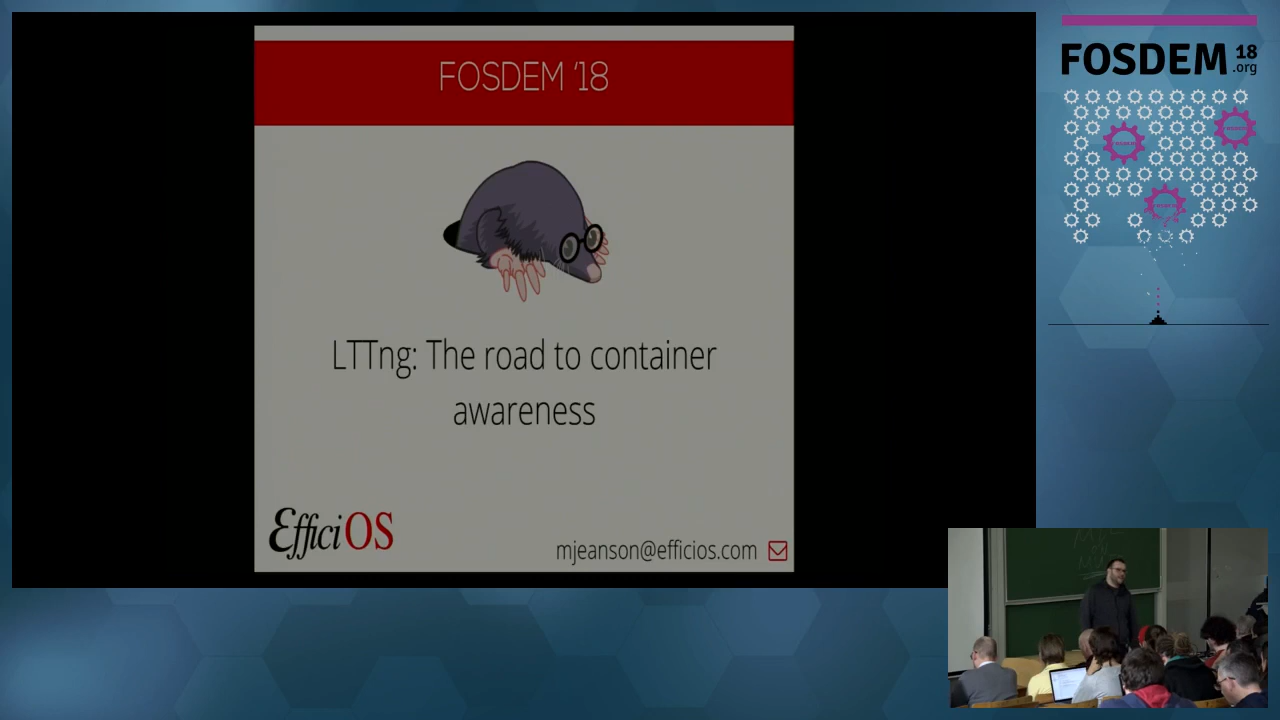 FOSDEM '18
LTTng: The road to container
awareness
EfficiOS
mjeanson@efficios.com
FOSDEM 18
.org